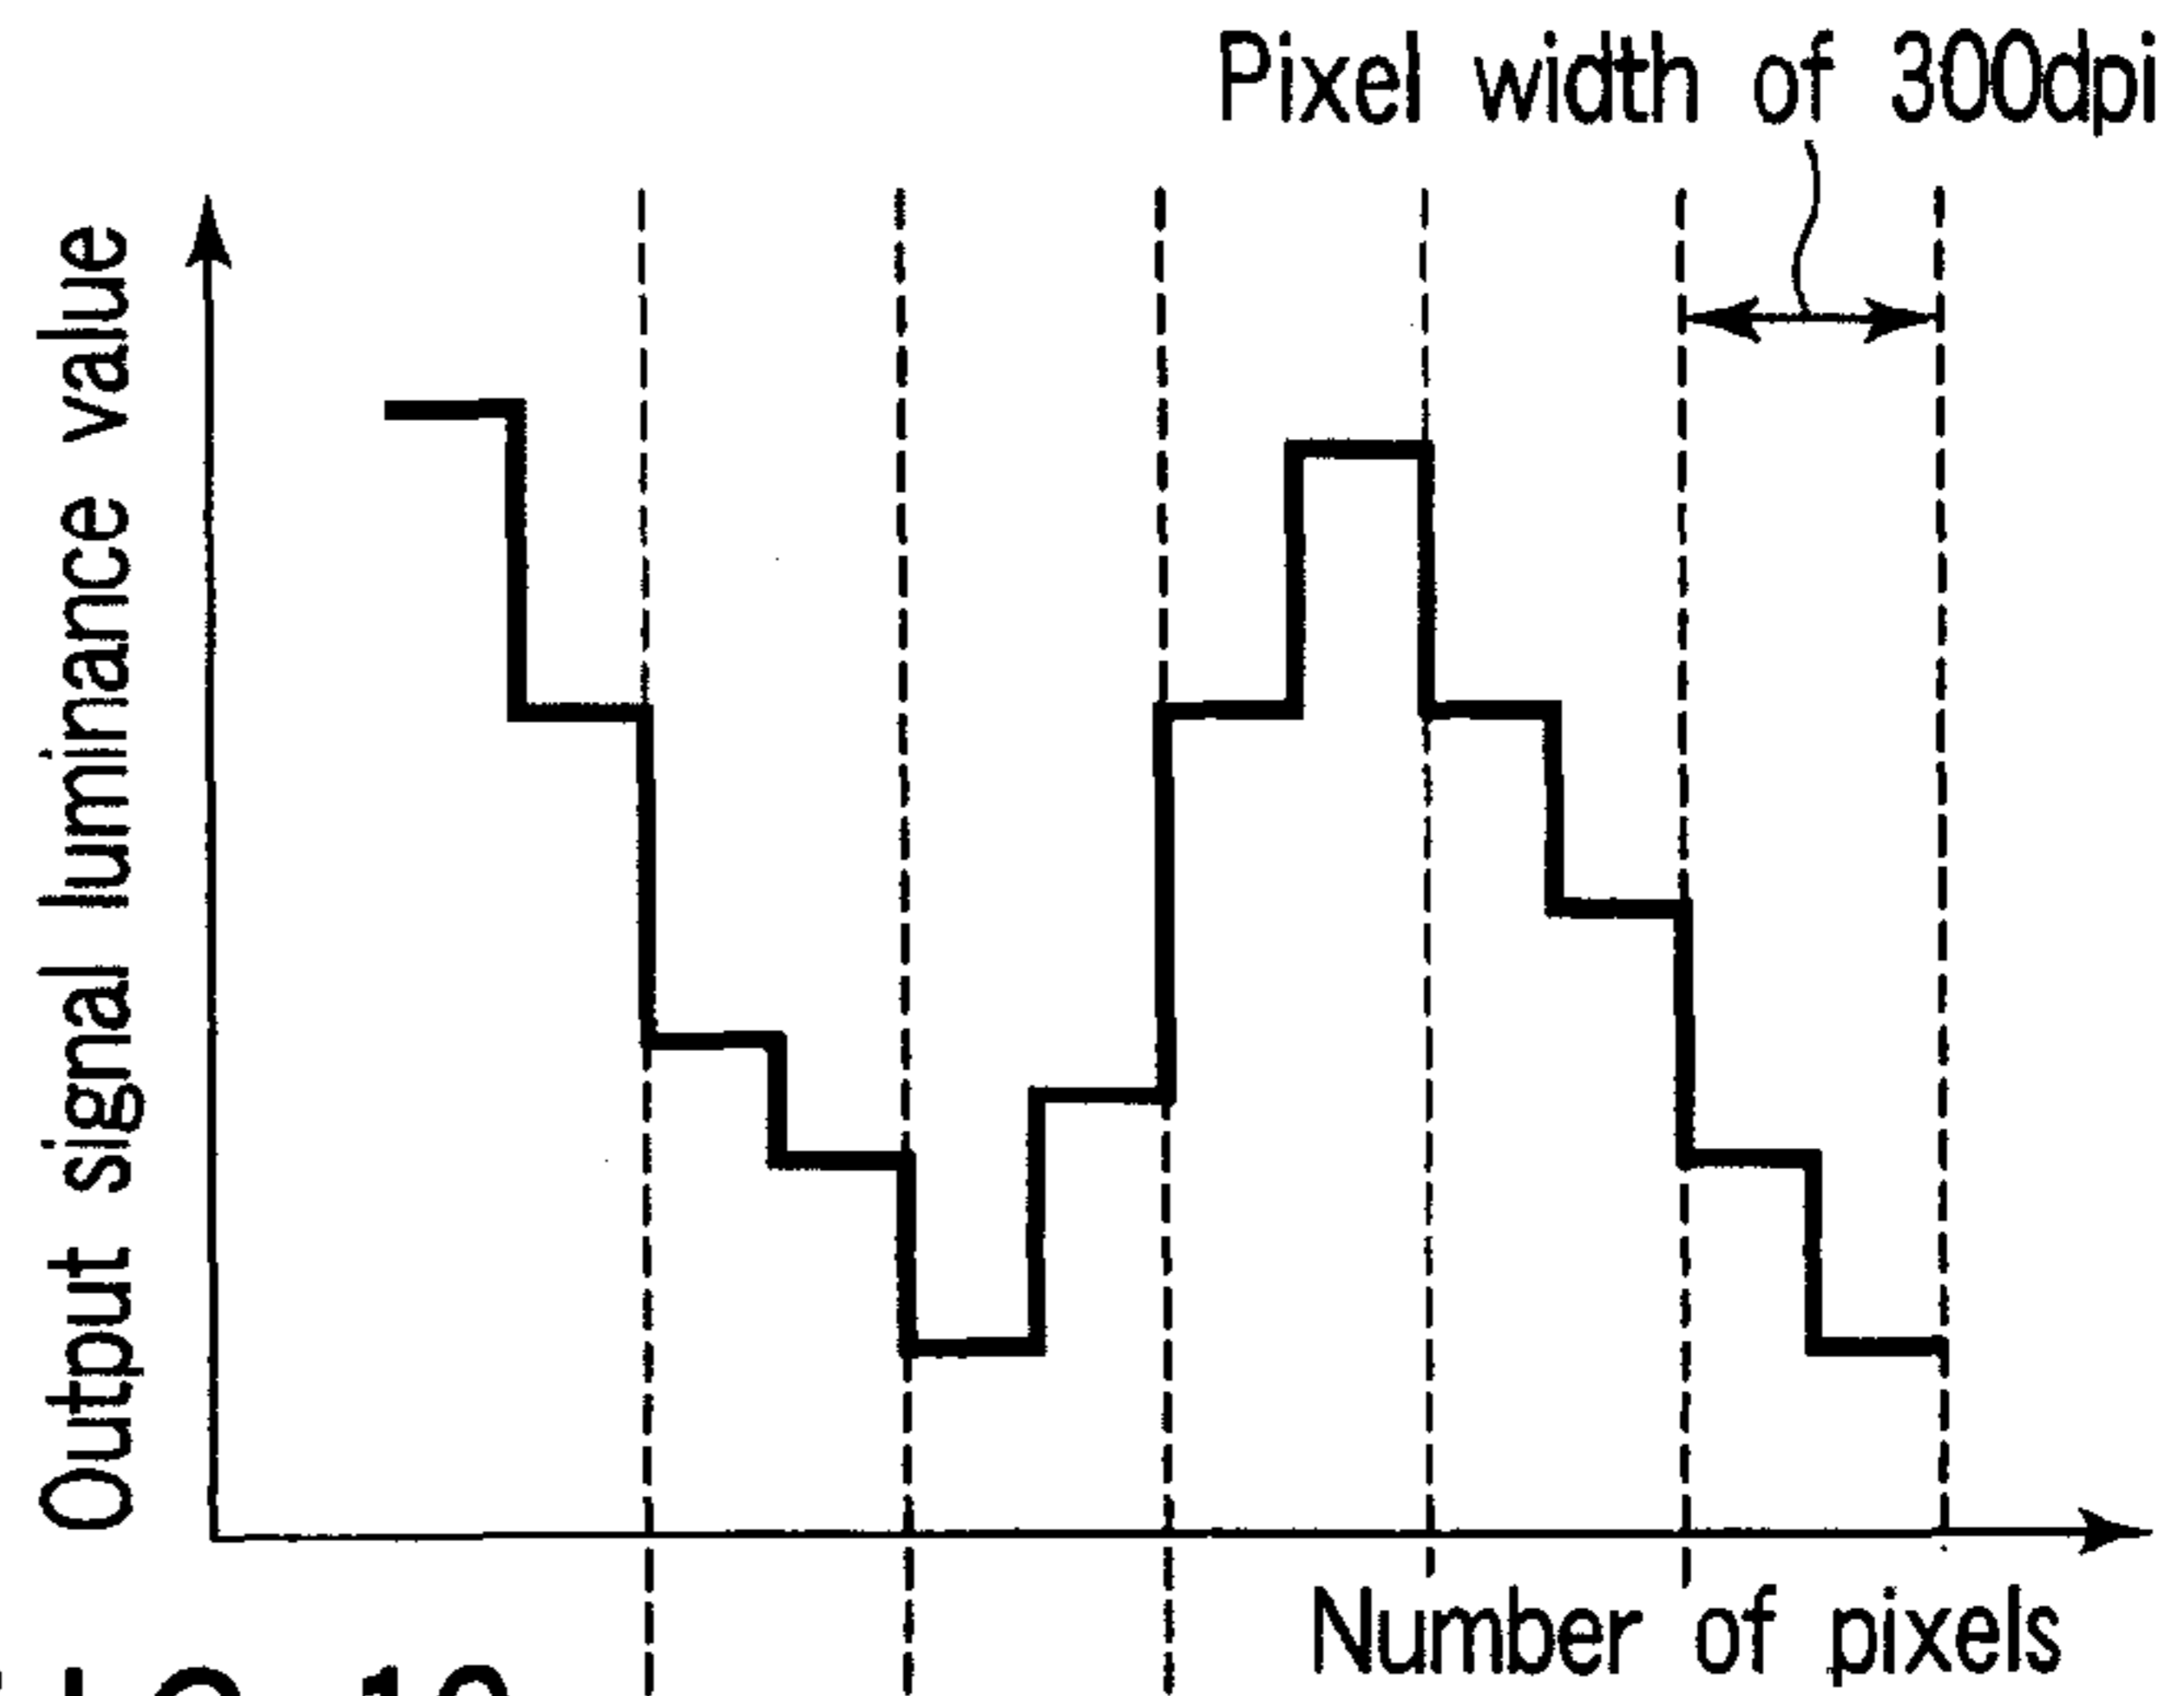 Pixel width of 300dpi
Output signal luminance value
Number of pixels